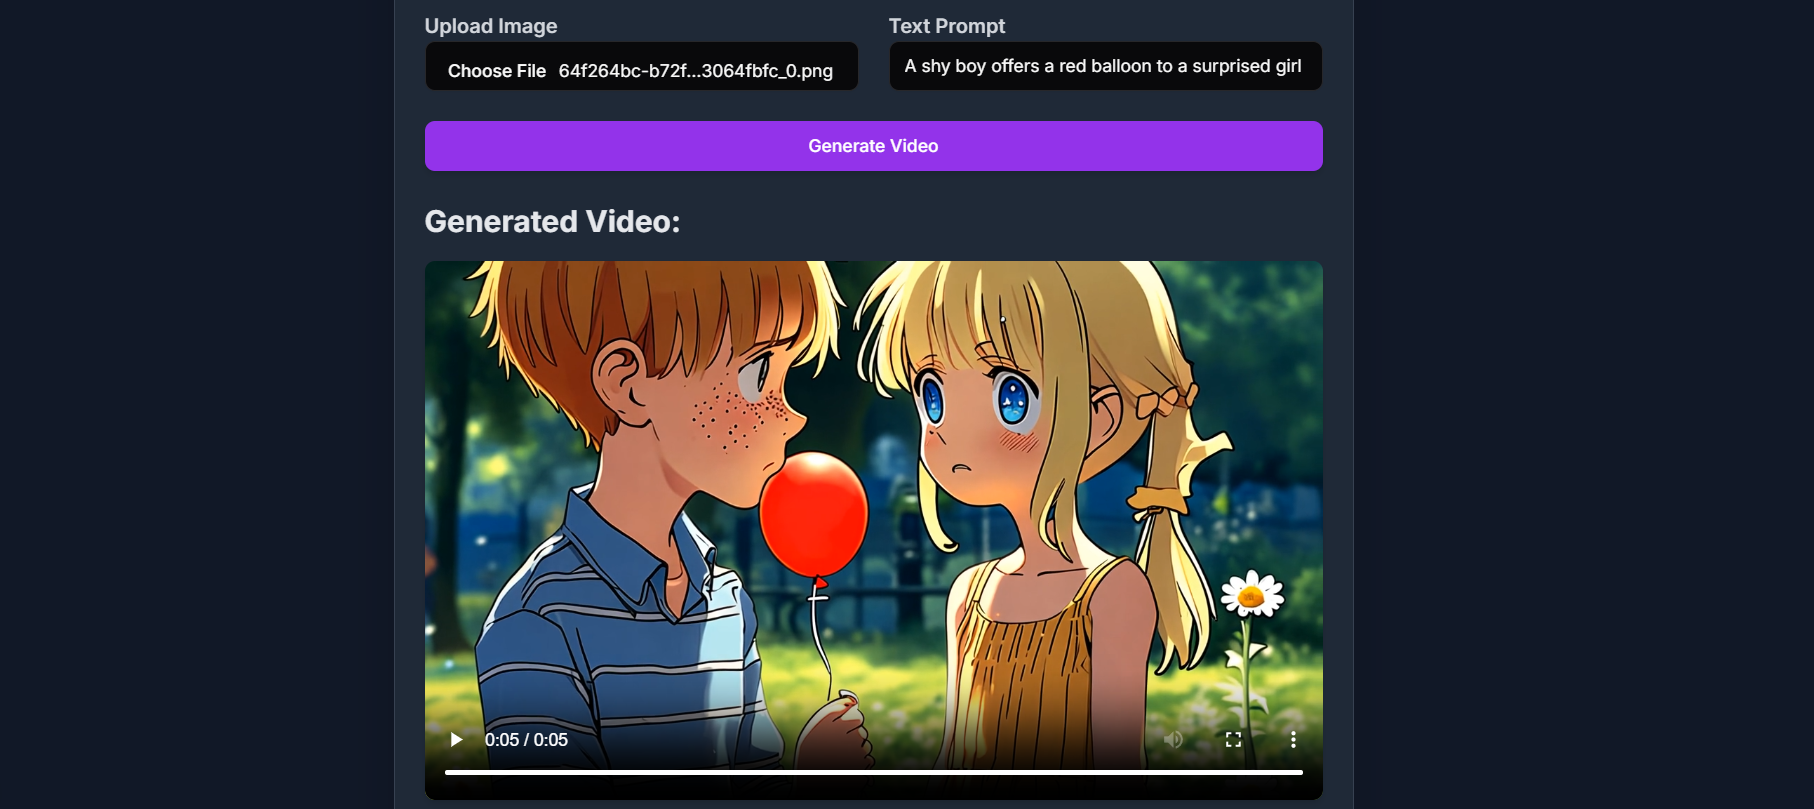 Upload Image
Text Prompt
Choose File 64f264bc-b72f...3064fbfc_0.png
A shy boy offers a red balloon to a surprised girl
Generate Video
Generated Video:
0:05 / 0:05